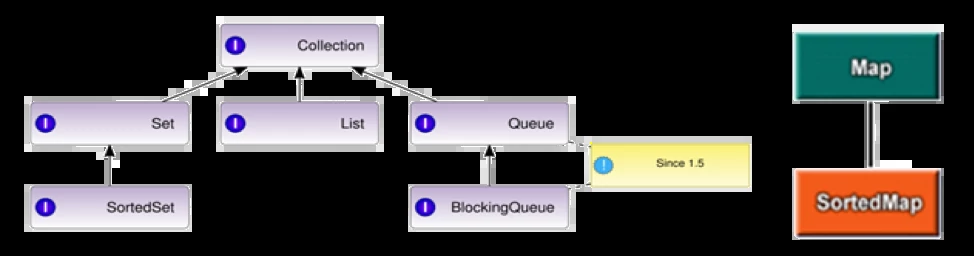 Collection
Map
Set
List
Queue
Since 1.5
SortedSet
BlockingQueue
SortedMap